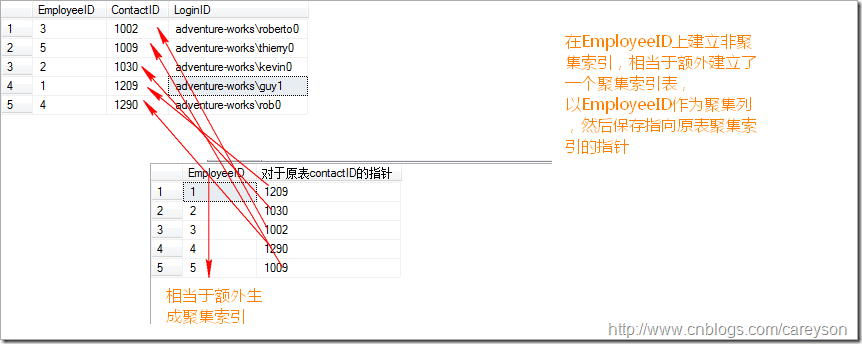 EmployeeID ContactID LoginID
1 3 1002 adventure-works\roberto0
2 5 1009 adventure-works\thierry0
3 2 1030 adventure-works\kevin0
4 1 1209 adventure-works\guy1
5 4 1290 adventure-works\rob0
在EmployeeID上建立非聚
集索引，相当于额外建立了
一个聚集索引表，
以EmployeeID作为聚集列
，然后保存指向原表聚集索
引的指针
EmployeeID 对于原表contactID的指针
1 1 1209
2 2 1030
3 3 1002
4 4 1290
5 5 1009
相当于额外生
成聚集索引
http://www.cnblogs.com/careyson